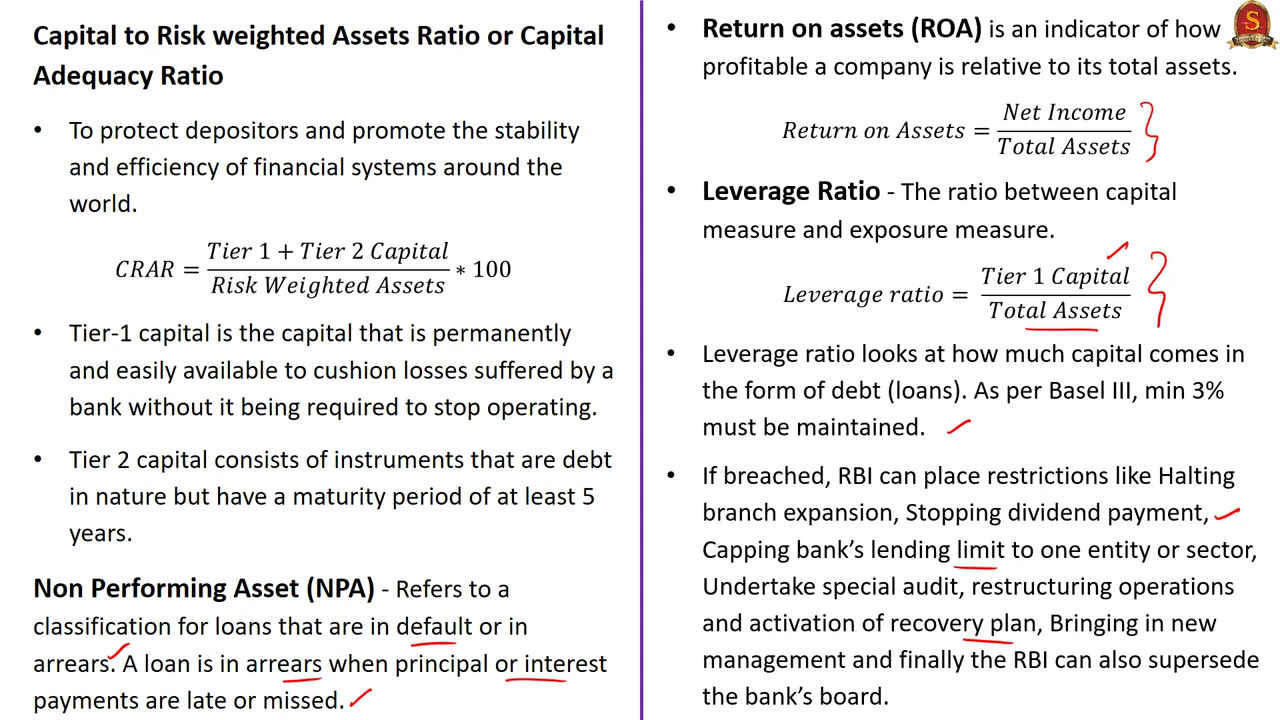 Capital to Risk weighted Assets Ratio or Capital
Adequacy Ratio
• To protect depositors and promote the stability
and efficiency of financial systems around the
world.
CRAR = Tier 1 + Tier 2 Capital / Risk Weighted Assets * 100
• Tier-1 capital is the capital that is permanently
and easily available to cushion losses suffered by a
bank without it being required to stop operating.
• Tier 2 capital consists of instruments that are debt
in nature but have a maturity period of at least 5
years.
Non Performing Asset (NPA) - Refers to a
classification for loans that are in default or in
arrears. A loan is in arrears when principal or interest
payments are late or missed.
• Return on assets (ROA) is an indicator of how
profitable a company is relative to its total assets.
Return on Assets = Net Income / Total Assets
• Leverage Ratio - The ratio between capital
measure and exposure measure.
Leverage ratio = Tier 1 Capital / Total Assets
• Leverage ratio looks at how much capital comes in
the form of debt (loans). As per Basel III, min 3%
must be maintained.
• If breached, RBI can place restrictions like Halting
branch expansion, Stopping dividend payment,
Capping bank's lending limit to one entity or sector,
Undertake special audit, restructuring operations
and activation of recovery plan, Bringing in new
management and finally the RBI can also supersede
the bank's board.
S